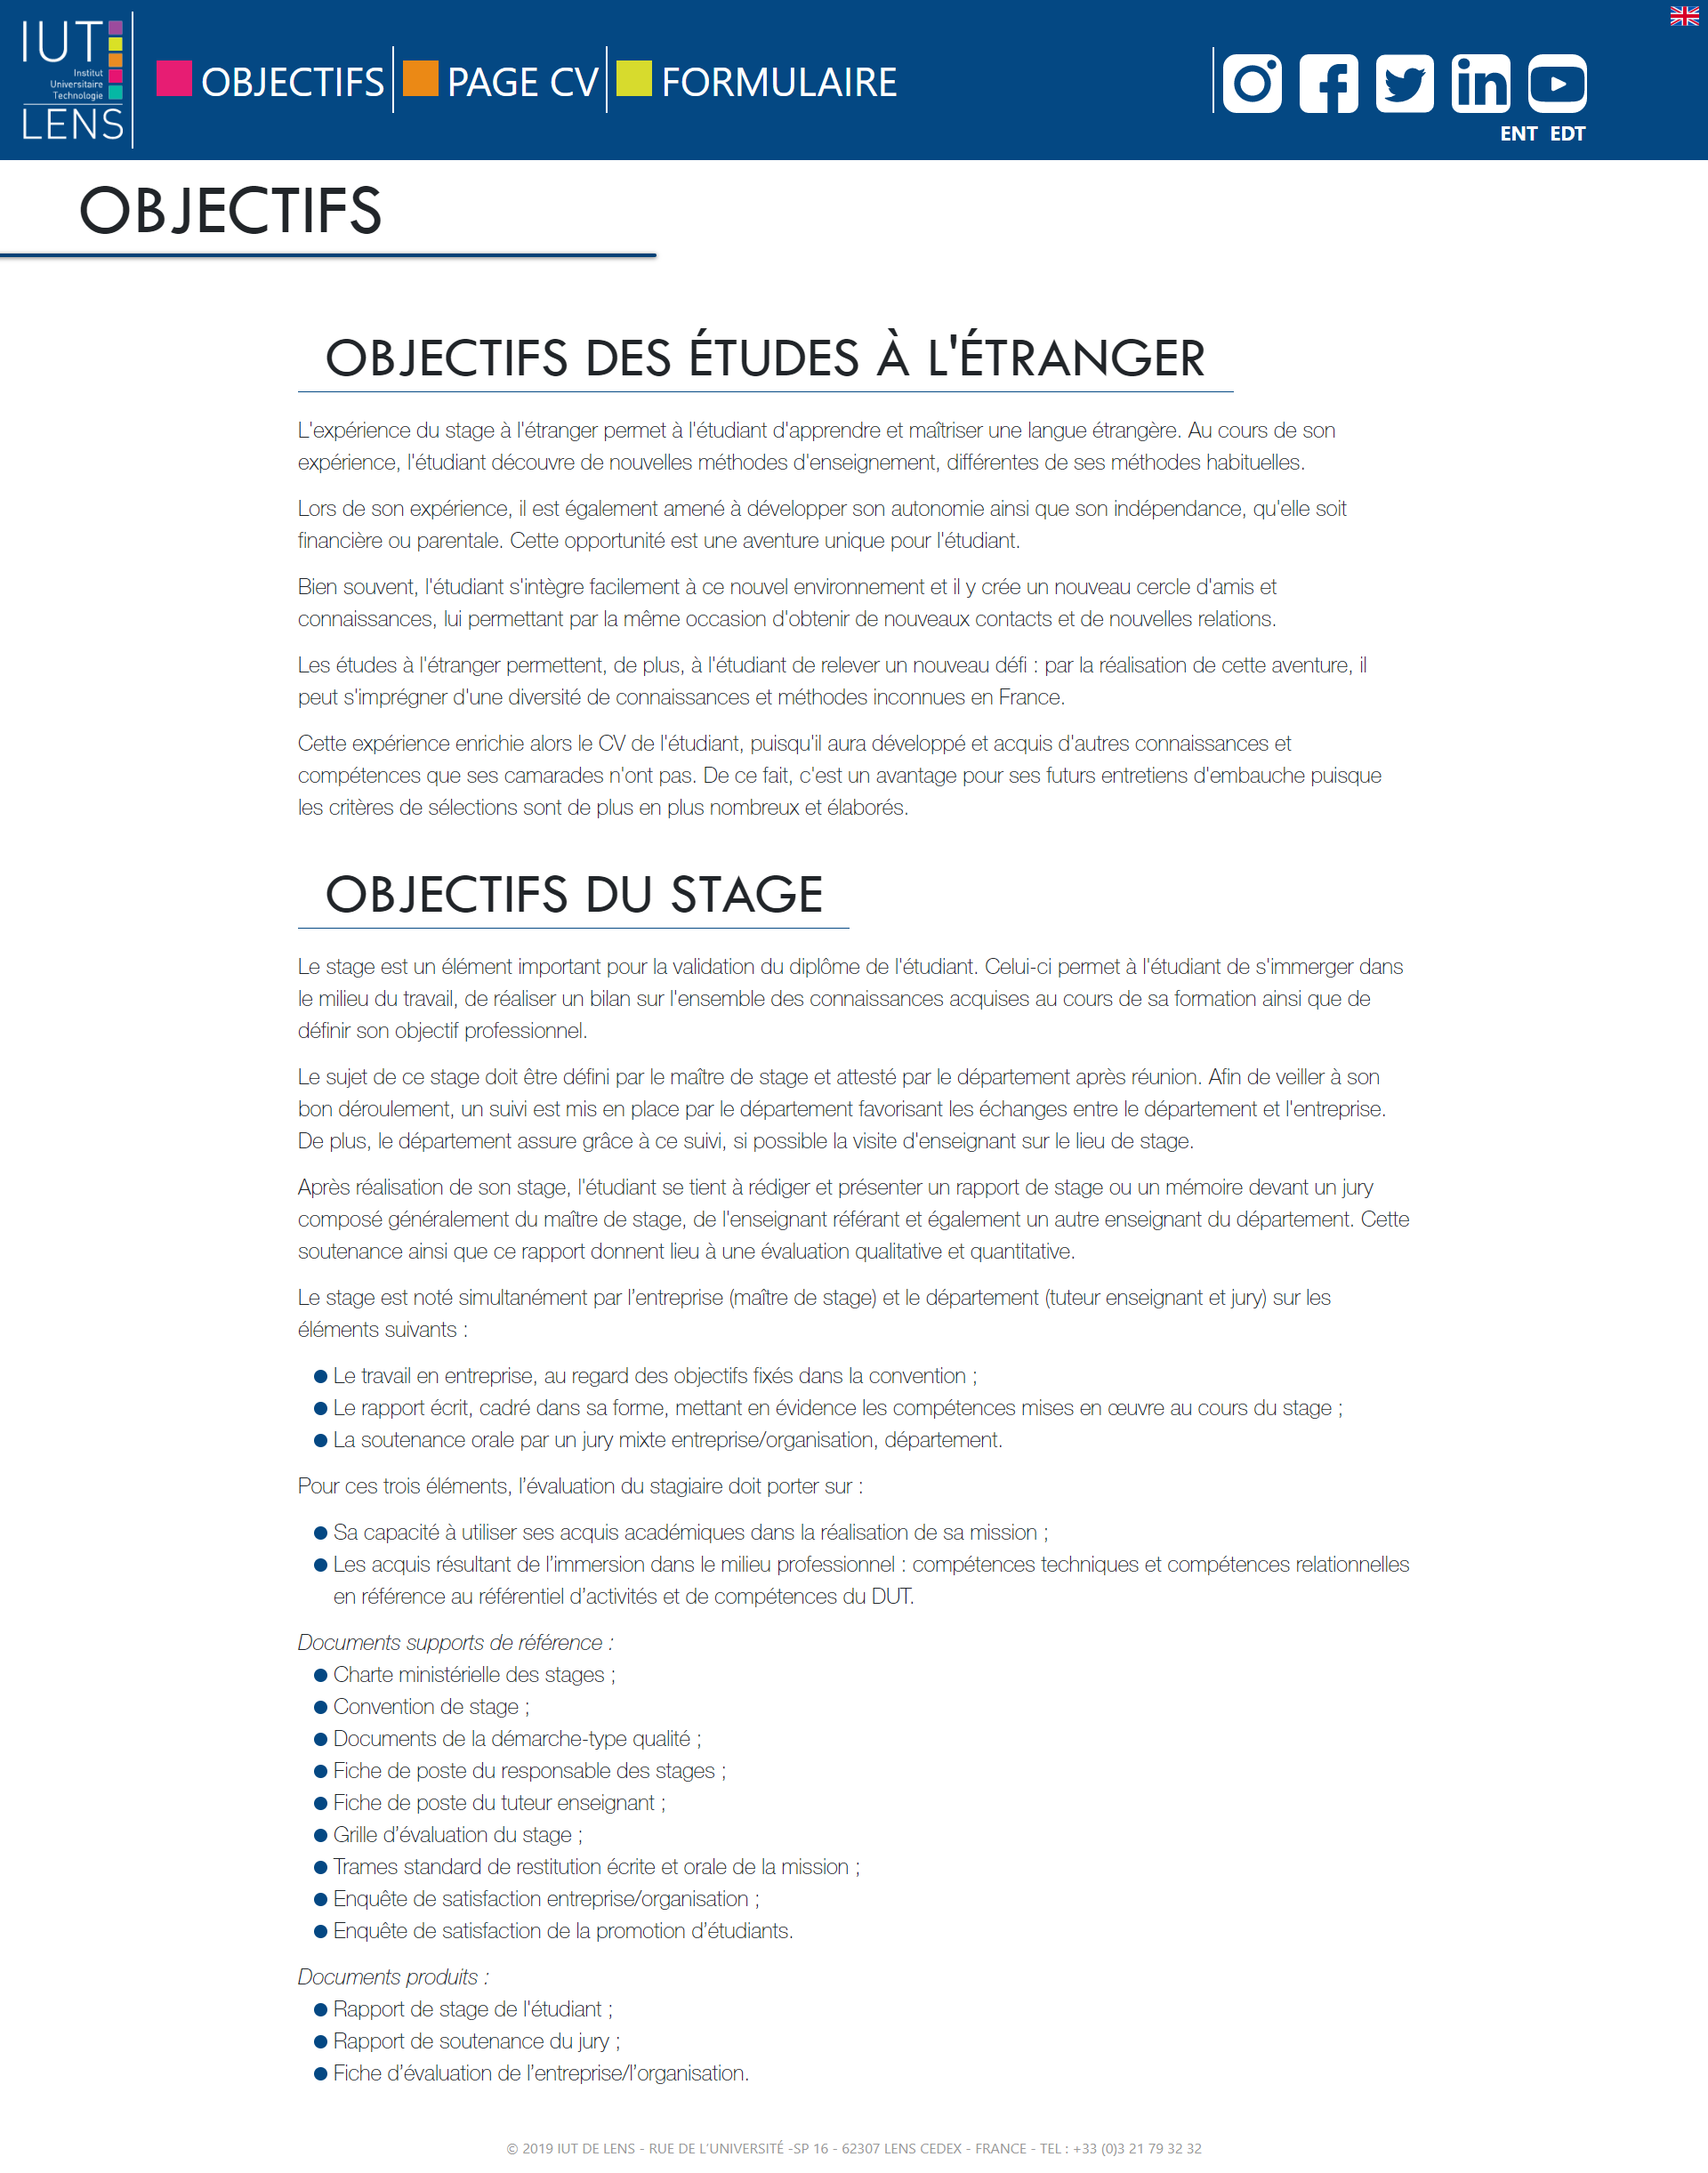 IUT
Institut
Universitaire
Technologie
LENS
OBJECTIFS
PAGE CV
FORMULAIRE
ENT EDT
OBJECTIFS
OBJECTIFS DES ÉTUDES À L'ÉTRANGER
L'expérience du stage à l'étranger permet à l'étudiant d'apprendre et maîtriser une langue étrangère. Au cours de son
expérience, l'étudiant découvre de nouvelles méthodes d'enseignement, différentes de ses méthodes habituelles.
Lors de son expérience, il est également amené à développer son autonomie ainsi que son indépendance, qu'elle soit
financière ou parentale. Cette opportunité est une aventure unique pour l'étudiant.
Bien souvent, l'étudiant s'intègre facilement à ce nouvel environnement et il y crée un nouveau cercle d'amis et
connaissances, lui permettant par la même occasion d'obtenir de nouveaux contacts et de nouvelles relations.
Les études à l'étranger permettent, de plus, à l'étudiant de relever un nouveau défi : par la réalisation de cette aventure, il
peut s'imprégner d'une diversité de connaissances et méthodes inconnues en France.
Cette expérience enrichie alors le CV de l'étudiant, puisqu'il aura développé et acquis d'autres connaissances et
compétences que ses camarades n'ont pas. De ce fait, c'est un avantage pour ses futurs entretiens d'embauche puisque
les critères de sélections sont de plus en plus nombreux et élaborés.
OBJECTIFS DU STAGE
Le stage est un élément important pour la validation du diplôme de l'étudiant. Celui-ci permet à l'étudiant de s'immerger dans
le milieu du travail, de réaliser un bilan sur l'ensemble des connaissances acquises au cours de sa formation ainsi que de
définir son objectif professionnel.
Le sujet de ce stage doit être défini par le maître de stage et attesté par le département après réunion. Afin de veiller à son
bon déroulement, un suivi est mis en place par le département favorisant les échanges entre le département et l'entreprise.
De plus, le département assure grâce à ce suivi, si possible la visite d'enseignant sur le lieu de stage.
Après réalisation de son stage, l'étudiant se tient à rédiger et présenter un rapport de stage ou un mémoire devant un jury
composé généralement du maître de stage, de l'enseignant référant et également un autre enseignant du département. Cette
soutenance ainsi que ce rapport donnent lieu à une évaluation qualitative et quantitative.
Le stage est noté simultanément par l’entreprise (maître de stage) et le département (tuteur enseignant et jury) sur les
éléments suivants :
Le travail en entreprise, au regard des objectifs fixés dans la convention ;
Le rapport écrit, cadré dans sa forme, mettant en évidence les compétences mises en œuvre au cours du stage ;
La soutenance orale par un jury mixte entreprise/organisation, département.
Pour ces trois éléments, l’évaluation du stagiaire doit porter sur :
Sa capacité à utiliser ses acquis académiques dans la réalisation de sa mission ;
Les acquis résultant de l’immersion dans le milieu professionnel : compétences techniques et compétences relationnelles
en référence au référentiel d’activités et de compétences du DUT.
Documents supports de référence :
Charte ministérielle des stages ;
Convention de stage ;
Documents de la démarche-type qualité ;
Fiche de poste du responsable des stages ;
Fiche de poste du tuteur enseignant ;
Grille d’évaluation du stage ;
Trames standard de restitution écrite et orale de la mission ;
Enquête de satisfaction entreprise/organisation ;
Enquête de satisfaction de la promotion d’étudiants.
Documents produits :
Rapport de stage de l'étudiant ;
Rapport de soutenance du jury ;
Fiche d’évaluation de l’entreprise/l’organisation.
© 2019 IUT DE LENS - RUE DE L'UNIVERSITÉ -SP 16 - 62307 LENS CEDEX - FRANCE - TEL : +33 (0)3 21 79 32 32